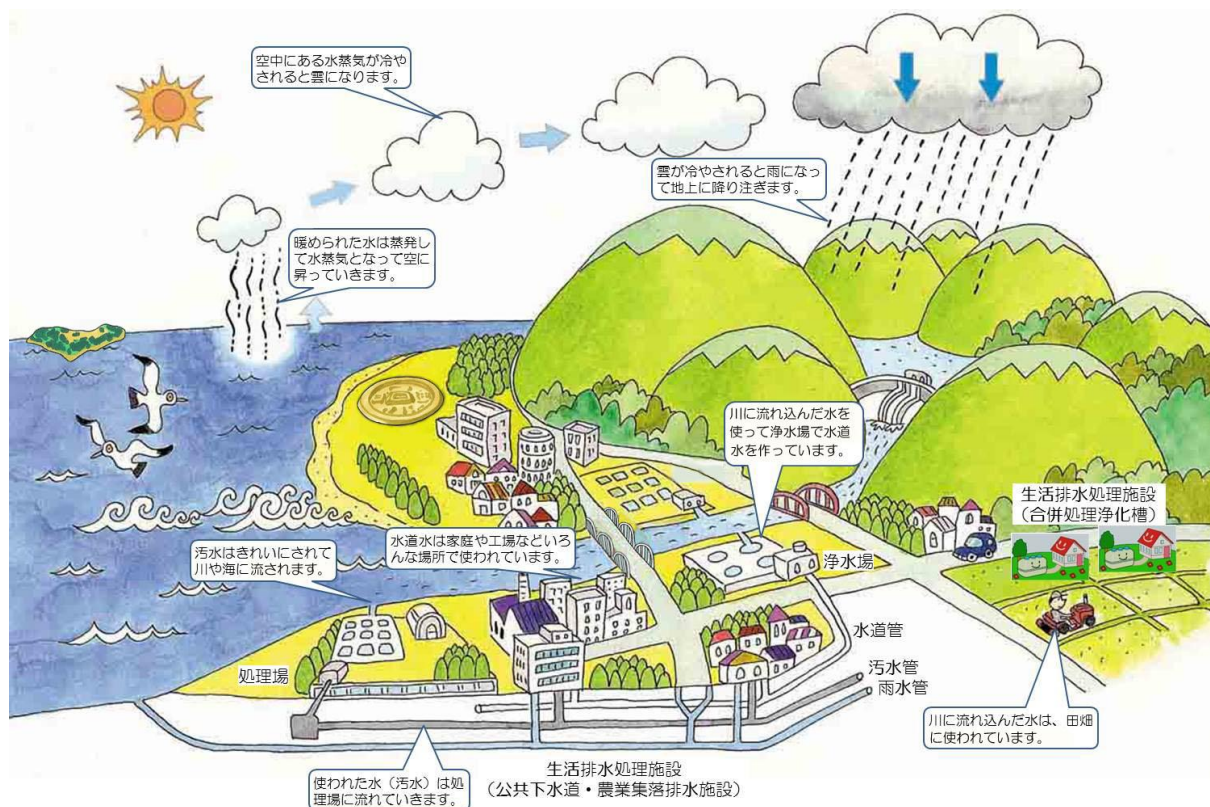 空中にある水蒸気が冷や
されると雲になります。
雲が冷やされると雨になっ
て地上に降り注ぎます。
暖められた水は蒸発し
て水蒸気となって空に
昇っていきます。
川に流れ込んだ水を
使って浄水場で水道
水を作っています。
生活排水処理施設
(合併処理浄化槽)
水道水は家庭や工場などいろ
んな場所で使われています。
汚水はきれいにされて
川や海に流されます。
浄水場
水道管
処理場
汚水管
雨水管
川に流れ込んだ水は、田畑
に使われています。
使われた水(汚水)は処
理場に流れていきます。
生活排水処理施設
(公共下水道・農業集落排水施設)